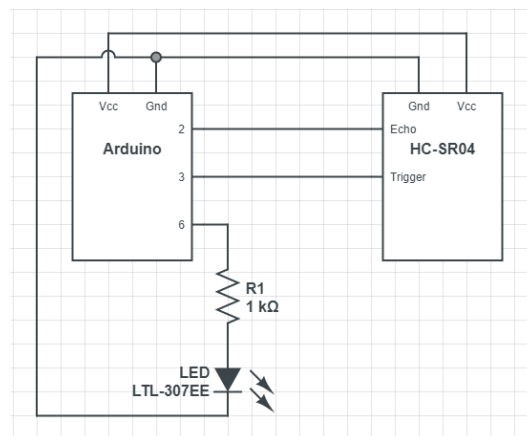 Vcc Gnd
Gnd Vcc
Arduino
2
3
6
Echo
HC-SR04
Trigger
R1
1 kΩ
LED
LTL-307EE